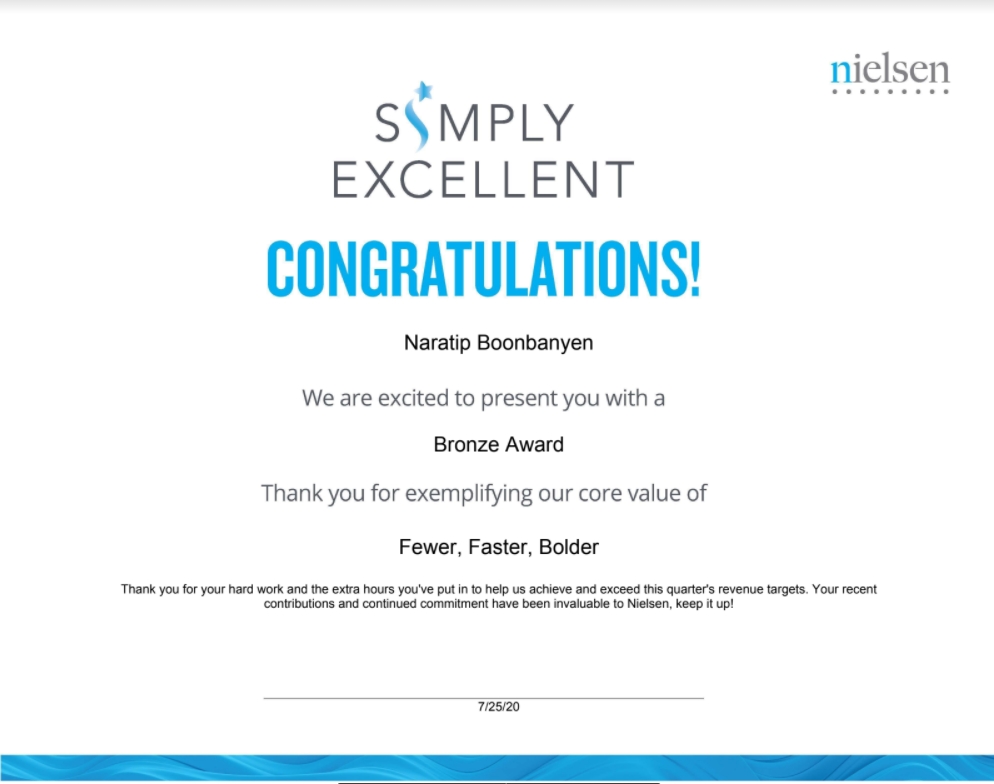 nielsen
SIMPLY
EXCELLENT
CONGRATULATIONS!
Naratip Boonbanyen
We are excited to present you with a
Bronze Award
Thank you for exemplifying our core value of
Fewer, Faster, Bolder
Thank you for your hard work and the extra hours you've put in to help us achieve and exceed this quarter's revenue targets. Your recent
contributions and continued commitment have been invaluable to Nielsen, keep it up!
7/25/20